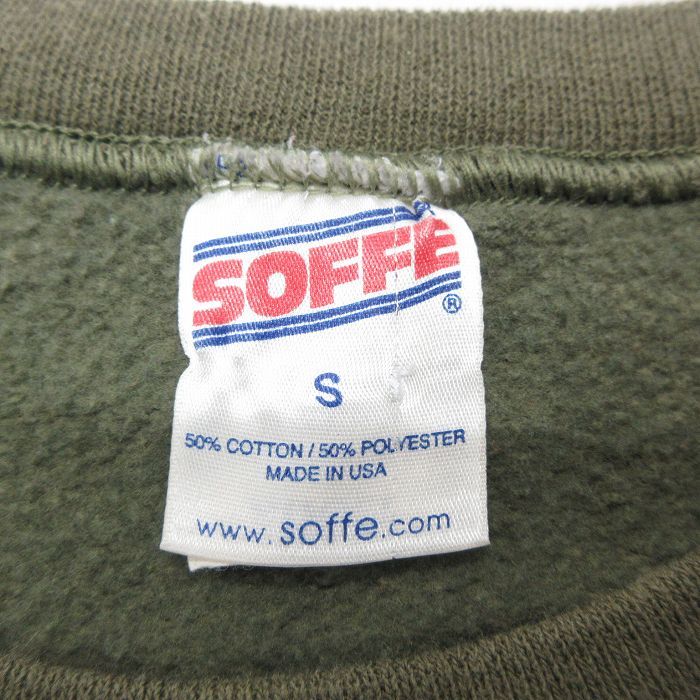 SOFFE
®
S
50% COTTON / 50% POLYESTER
MADE IN USA
www.soffe.com